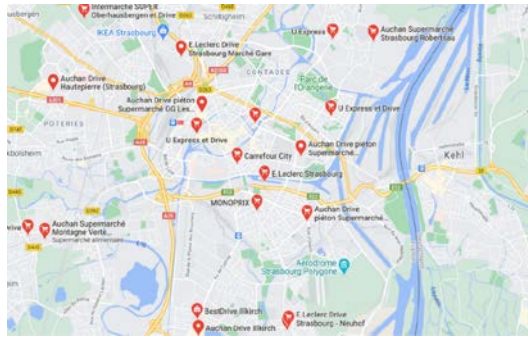 Intermarché SUPER
Oberhausbergen et Drive
Schiltigheim
IKEA Strasbourg
E.Leclerc Drive
Strasbourg Marché Gare
U Express
Auchan Supermarché
Strasbourg Robertsau
Auchan Drive
Hautepierre (Strasbourg)
CONTADES
Parc de
l'Orangerie
Auchan Drive piéton
Supermarché GG Les...
U Express et Drive
POTERIES
U Express et Drive
Auchan Drive piéton
Supermarché...
Carrefour City
Kehl
E.Leclerc Strasbourg
MONOPRIX
Auchan Drive
piéton Supermarché...
Auchan Supermarché
Montagne Verte...
Supermarché alimentaire
Aérodrome
Strasbourg Polygone
BestDrive Illkirch
Auchan Drive Illkirch
E.Leclerc Drive
Strasbourg - Neuhof